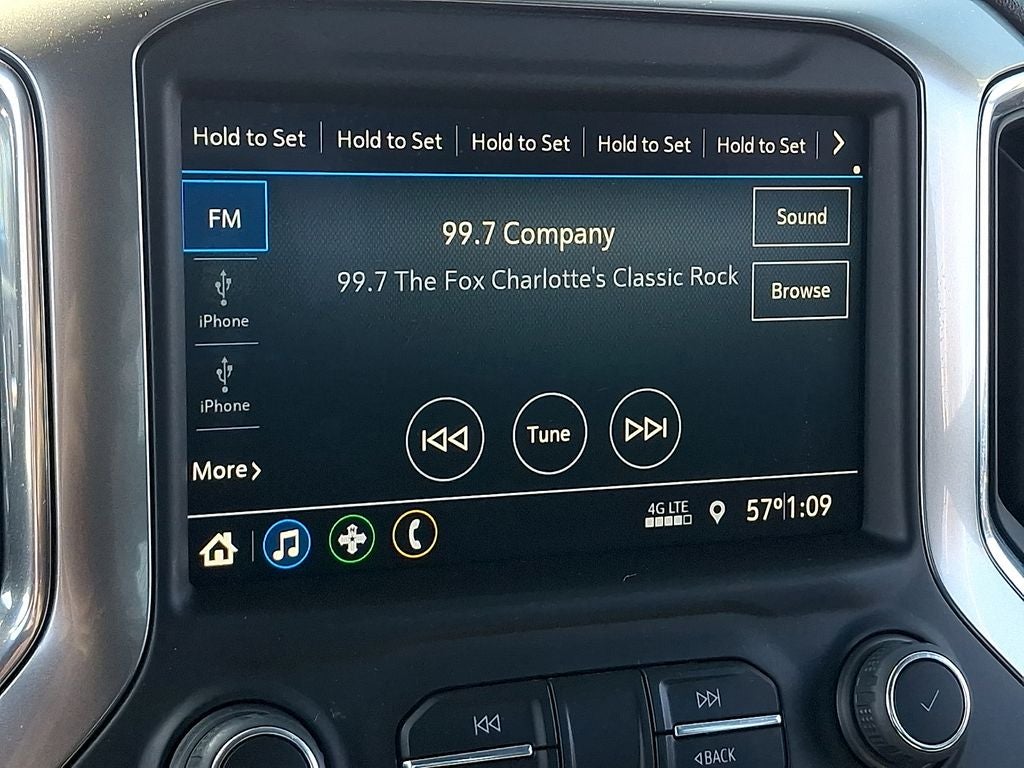 Hold to Set Hold to Set Hold to Set Hold to Set Hold to Set
FM
99.7 Company
Sound
99.7 The Fox Charlotte's Classic Rock
Browse
iPhone
iPhone
Tune
More
4G LTE
57° 1:09
N
BACK